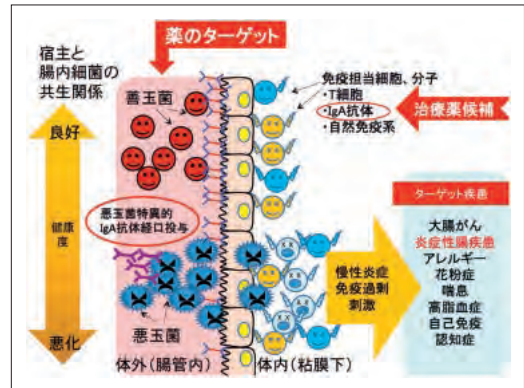 薬のターゲット
宿主と
腸内細菌の
共生関係
良好
健康
度
悪化
善玉菌
悪玉菌特異的
IgA抗体経口投与
悪玉菌
体外(腸管内)
体内(粘膜下)
免疫担当細胞、分子
・T細胞
・IgA抗体
・自然免疫系
治療薬候補
慢性炎症
免疫過剰
刺激
ターゲット疾患
大腸がん
炎症性腸疾患
アレルギー
花粉症
喘息
高脂血症
自己免疫
認知症